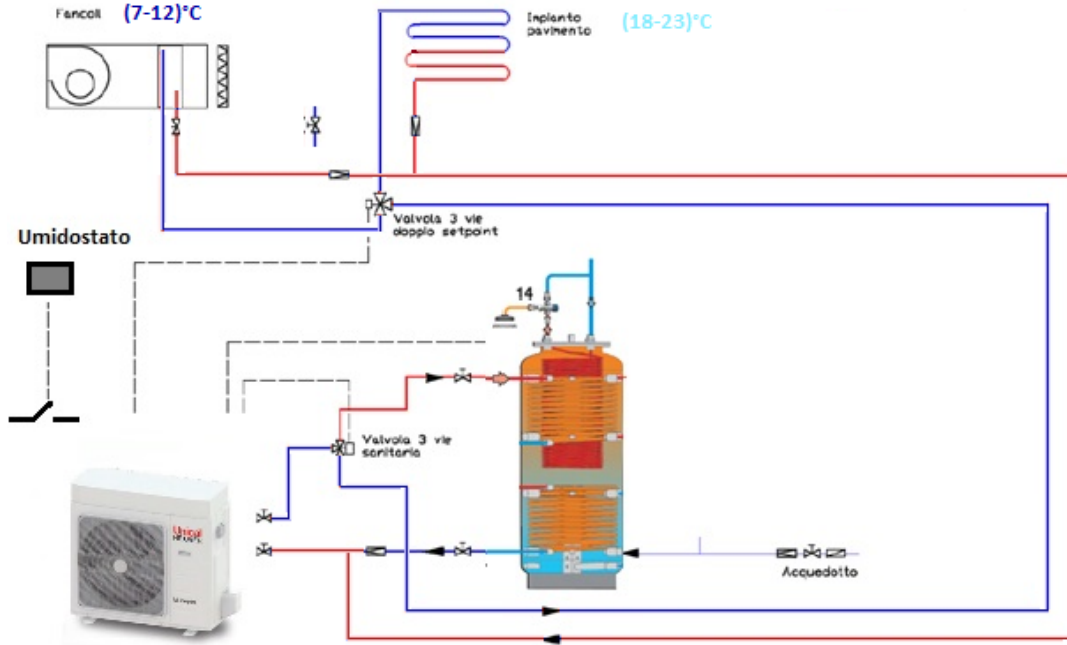 Fancoil (7-12)°C
Impianto
pavimento
(18-23)°C
Valvola 3 vie
doppio setpoint
Umidostato
14
Valvola 3 vie
sanitaria
Unical
Acquedotto